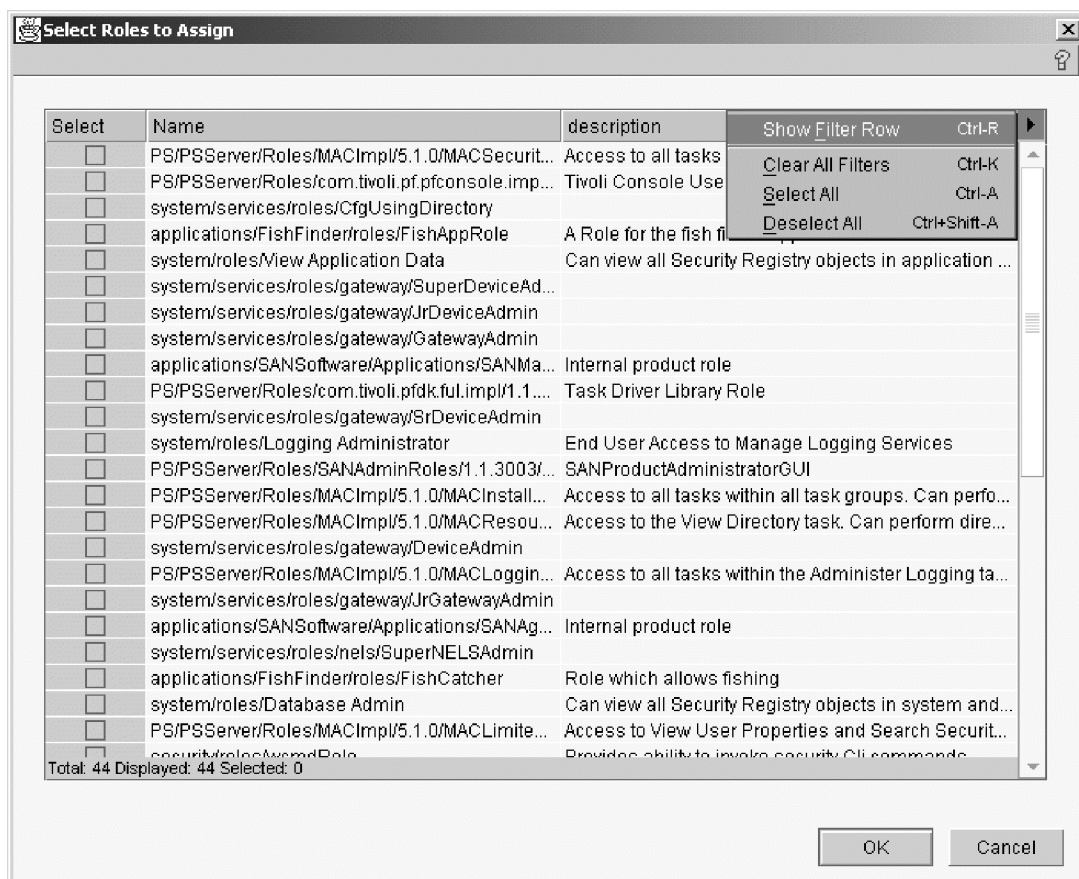 Select Roles to Assign
Select Name description
Show Filter Row Ctrl-R
Clear All Filters Ctrl-K
Select All Ctrl-A
Deselect All Ctrl+Shift-A
PS/PSServer/Roles/MACImpl/5.1.0/MACSecurit... Access to all tasks
PS/PSServer/Roles/com.tivoli.pf.pfconsole.imp... Tivoli Console Use
system/services/roles/CfgUsingDirectory
applications/FishFinder/roles/FishAppRole A Role for the fish
system/roles/View Application Data Can view all Security Registry objects in application ...
system/services/roles/gateway/SuperDeviceAd...
system/services/roles/gateway/JrDeviceAdmin
system/services/roles/gateway/GatewayAdmin
applications/SANSoftware/Applications/SANMa... Internal product role
PS/PSServer/Roles/com.tivoli.pfdk.ful.impl/1.1.... Task Driver Library Role
system/services/roles/gateway/SrDeviceAdmin
system/roles/Logging Administrator End User Access to Manage Logging Services
PS/PSServer/Roles/SANAdminRoles/1.1.3003/... SANProductAdministratorGUI
PS/PSServer/Roles/MACImpl/5.1.0/MACInstall... Access to all tasks within all task groups. Can perfo...
PS/PSServer/Roles/MACImpl/5.1.0/MACResou... Access to the View Directory task. Can perform dire...
system/services/roles/gateway/DeviceAdmin
PS/PSServer/Roles/MACImpl/5.1.0/MACLoggin... Access to all tasks within the Administer Logging ta...
system/services/roles/gateway/JrGatewayAdmin
applications/SANSoftware/Applications/SANAg... Internal product role
system/services/roles/nels/SuperNELSAdmin
applications/FishFinder/roles/FishCatcher Role which allows fishing
system/roles/Database Admin Can view all Security Registry objects in system and...
PS/PSServer/Roles/MACImpl/5.1.0/MACLimite... Access to View User Properties and Search Securit...
security/roles/wcmdRole Provides ability to invoke security Cli commands
Total: 44 Displayed: 44 Selected: 0
OK Cancel